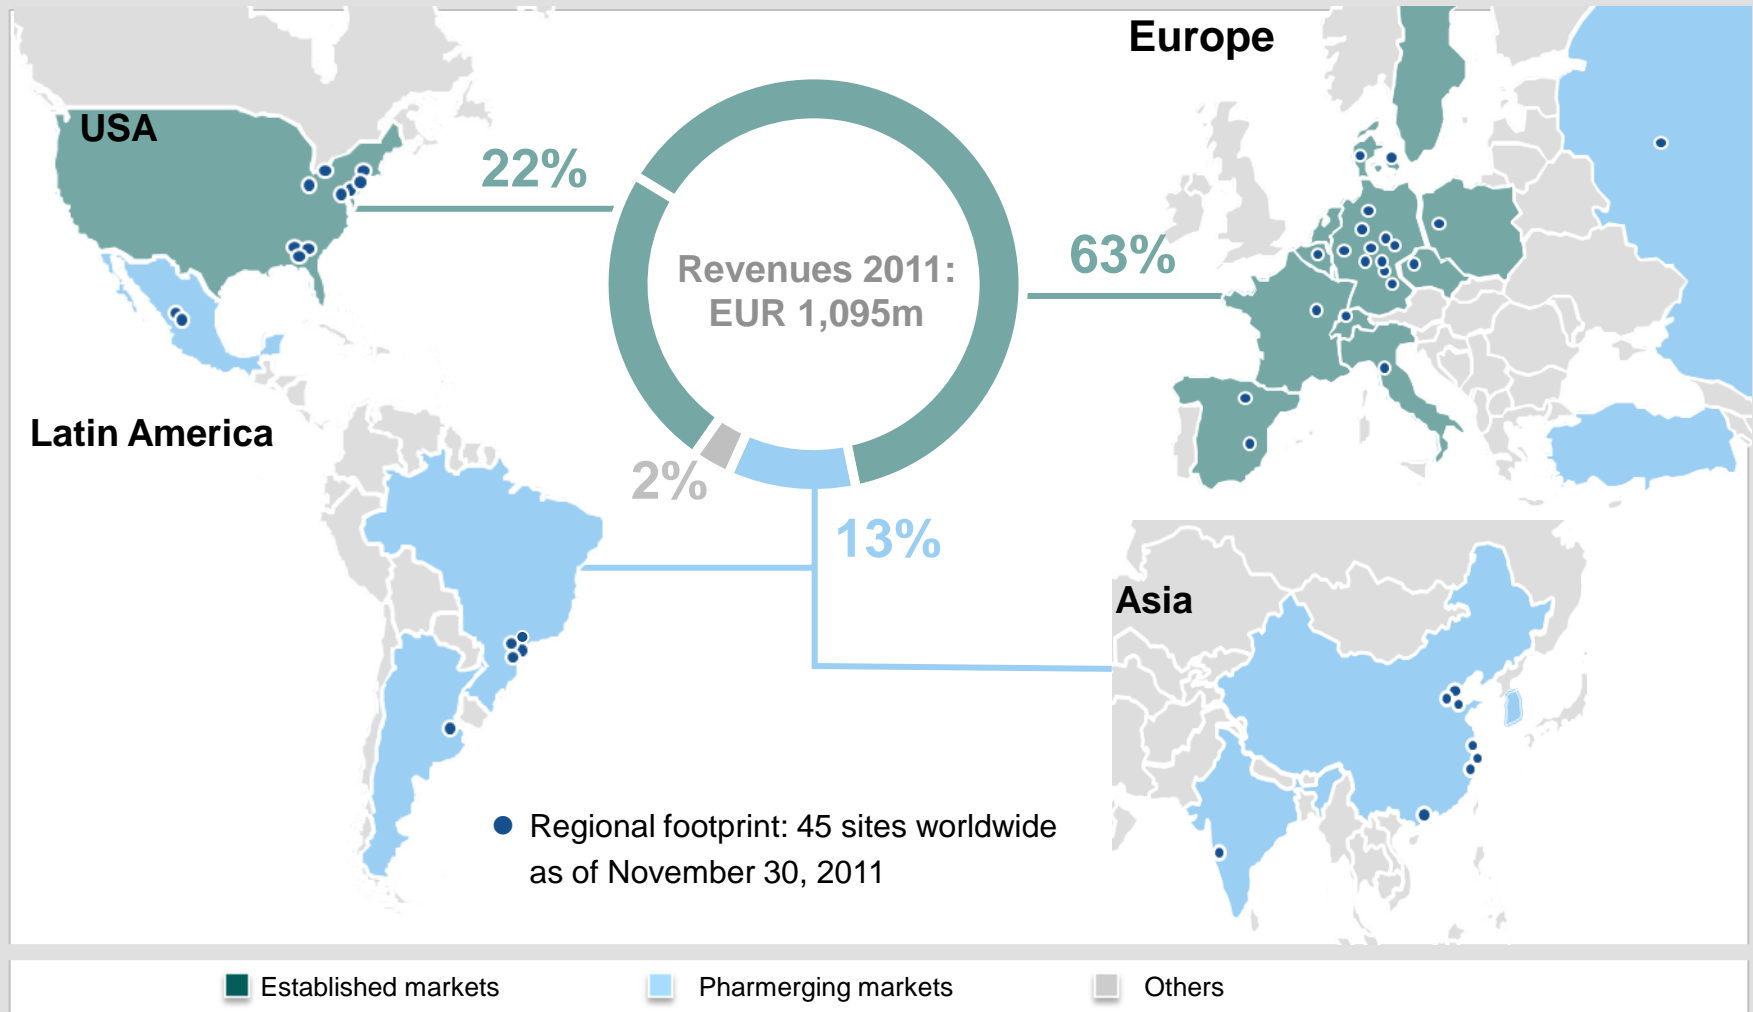 Europe
USA
22%
63%
Revenues 2011:
EUR 1,095m
Latin America
2%
13%
Asia
Regional footprint: 45 sites worldwide
as of November 30, 2011
Established markets
Pharmerging markets
Others